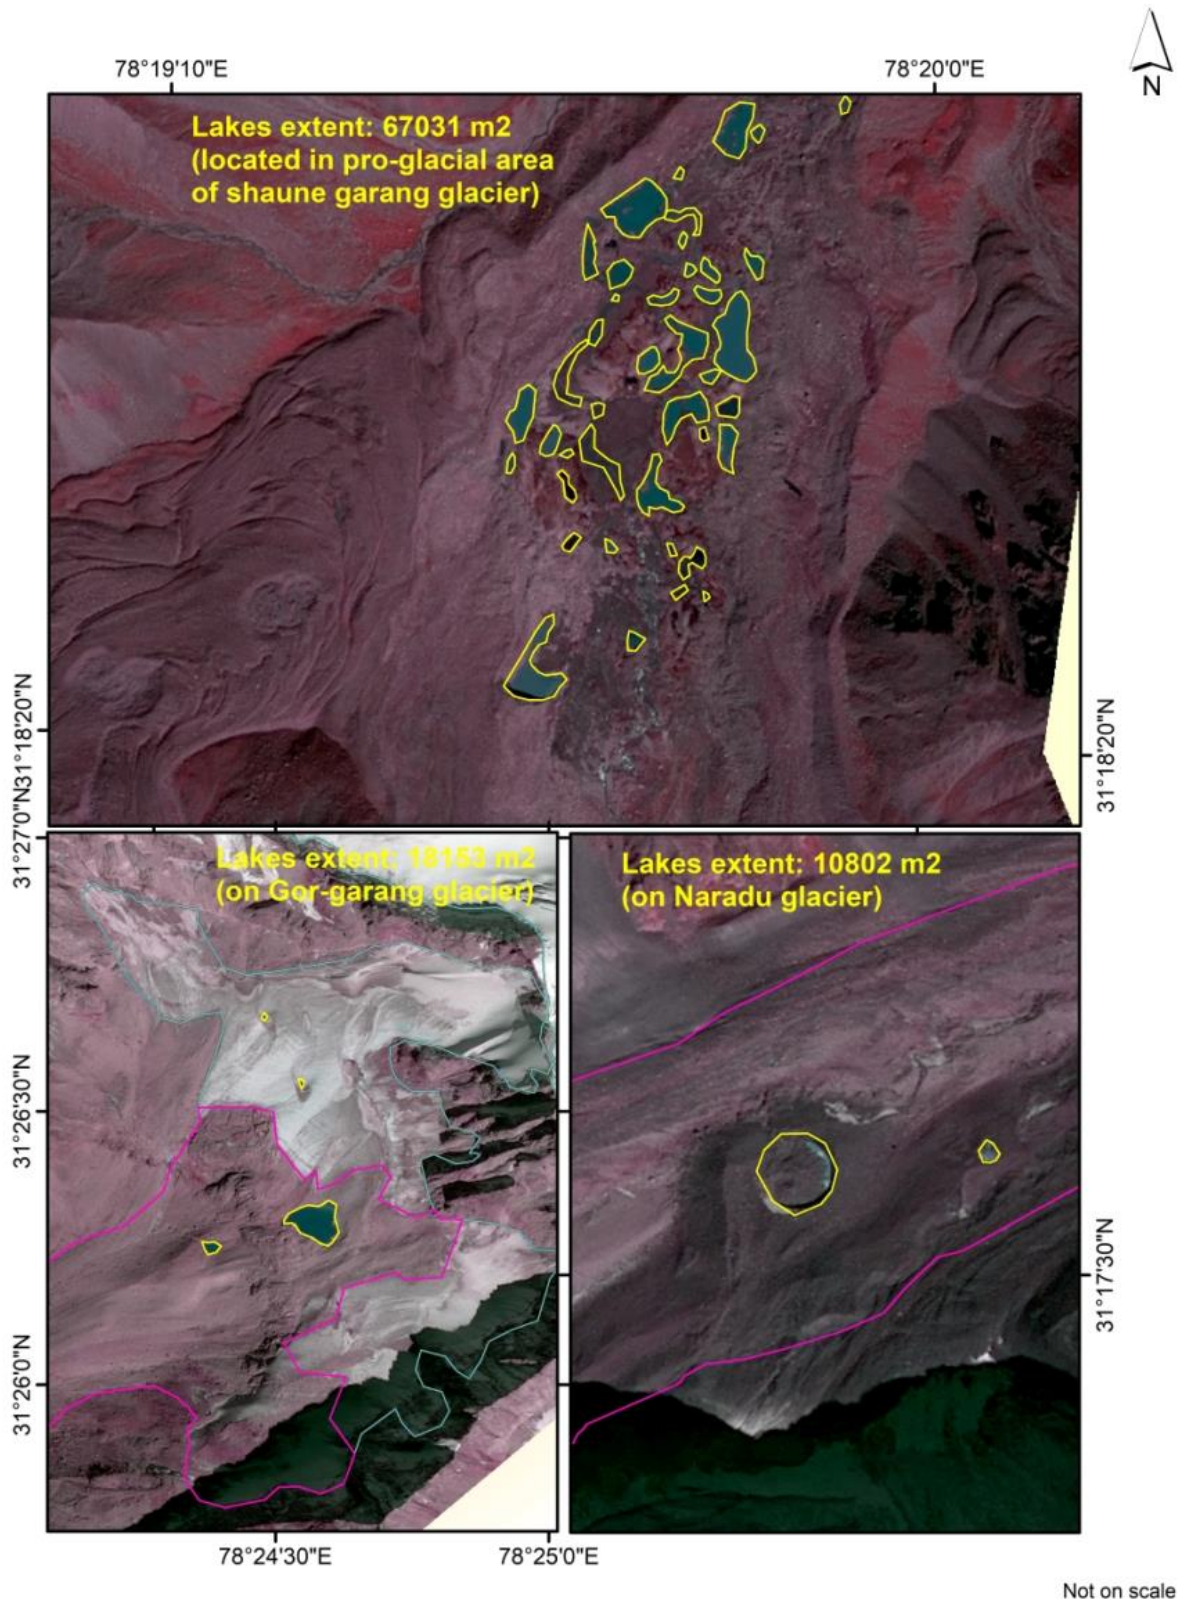 N
78°19'10"E
78°20'0"E
Lakes extent: 67031 m2
(located in pro-glacial area
of shaune garang glacier)
31°18'20"N
31°18'20"N
31°27'0"N
Lakes extent: 18153 m2
(on Gor-garang glacier)
Lakes extent: 10802 m2
(on Naradu glacier)
31°26'30"N
31°17'30"N
31°26'0"N
78°24'30"E
78°25'0"E
Not on scale